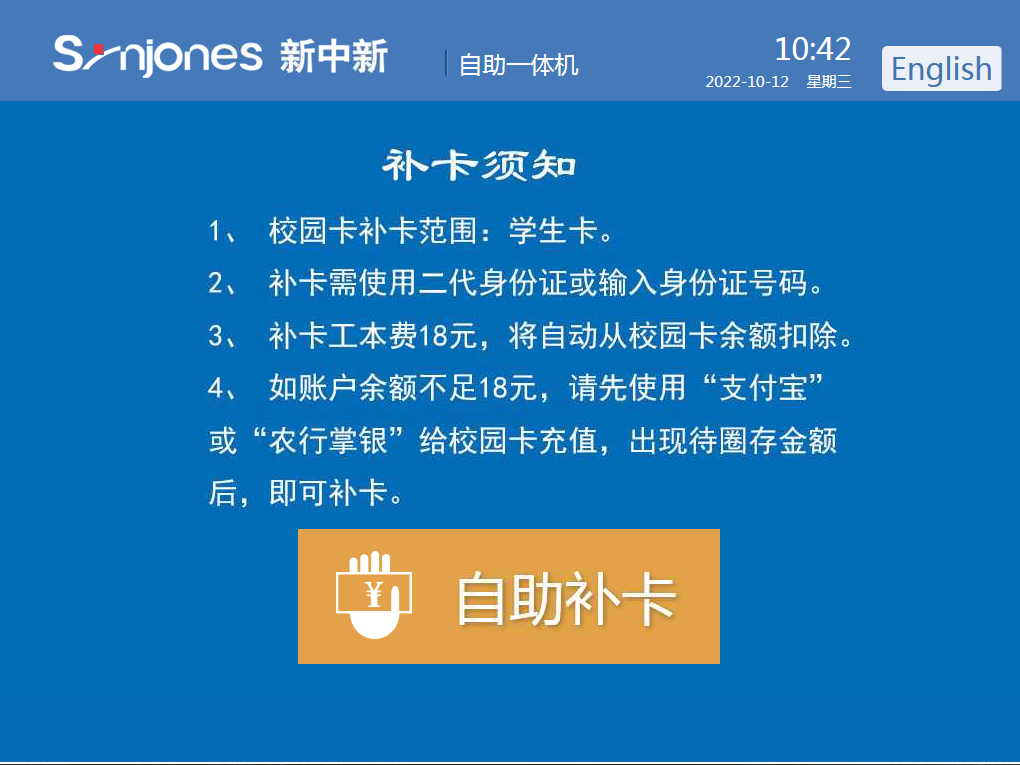 Synjones 新中新
自助一体机
10:42
2022-10-12 星期三
English
补卡须知
1、 校园卡补卡范围：学生卡。
2、 补卡需使用二代身份证或输入身份证号码。
3、 补卡工本费18元，将自动从校园卡余额扣除。
4、 如账户余额不足18元，请先使用“支付宝”
或“农行掌银”给校园卡充值，出现待圈存金额
后，即可补卡。
¥
自助补卡